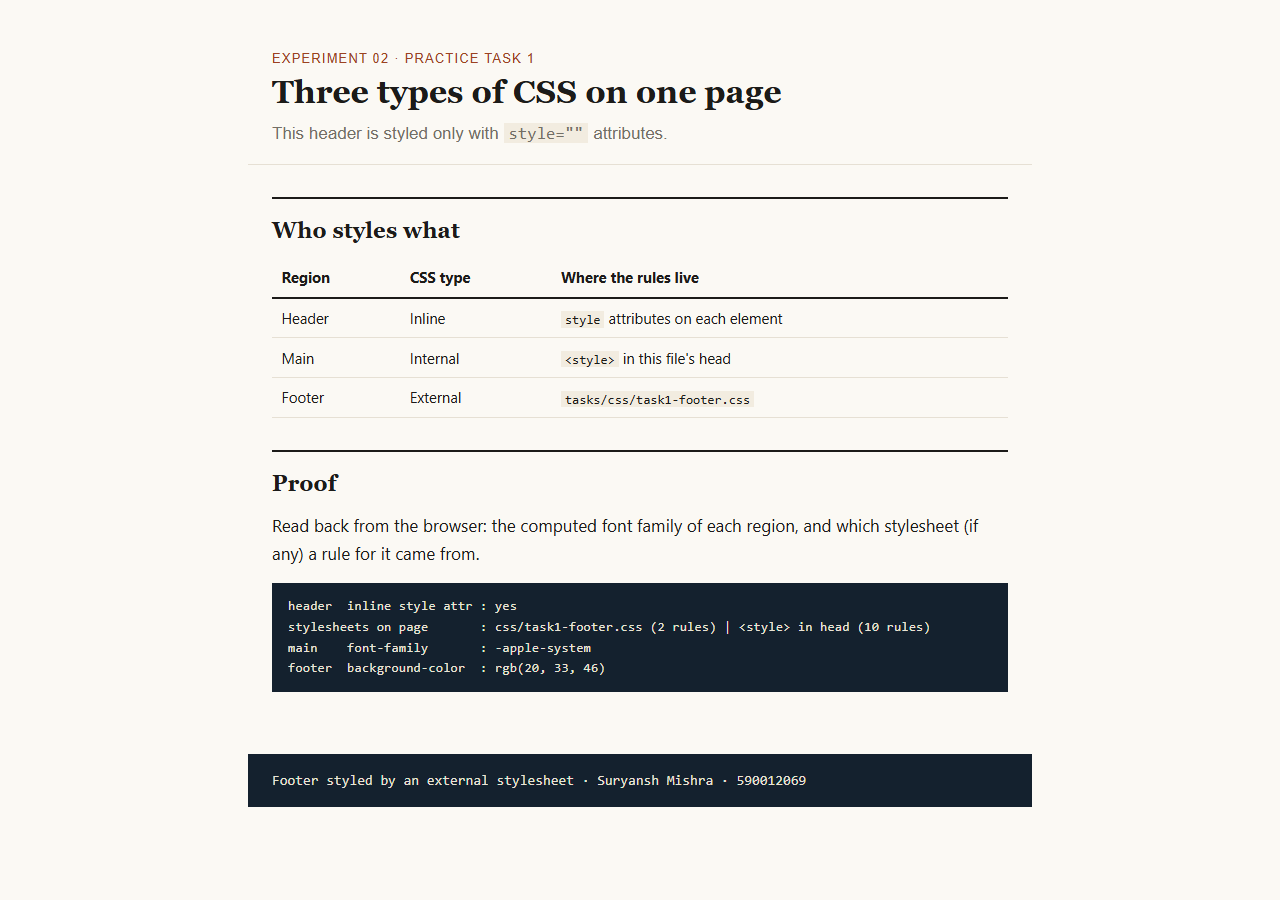 EXPERIMENT 02 · PRACTICE TASK 1
Three types of CSS on one page
This header is styled only with style="" attributes.
Who styles what
Region CSS type Where the rules live
Header Inline style attributes on each element
Main Internal <style> in this file's head
Footer External tasks/css/task1-footer.css
Proof
Read back from the browser: the computed font family of each region, and which stylesheet (if
any) a rule for it came from.
header  inline style attr : yes
stylesheets on page       : css/task1-footer.css (2 rules) | <style> in head (10 rules)
main    font-family       : -apple-system
footer  background-color  : rgb(20, 33, 46)
Footer styled by an external stylesheet · Suryansh Mishra · 590012069